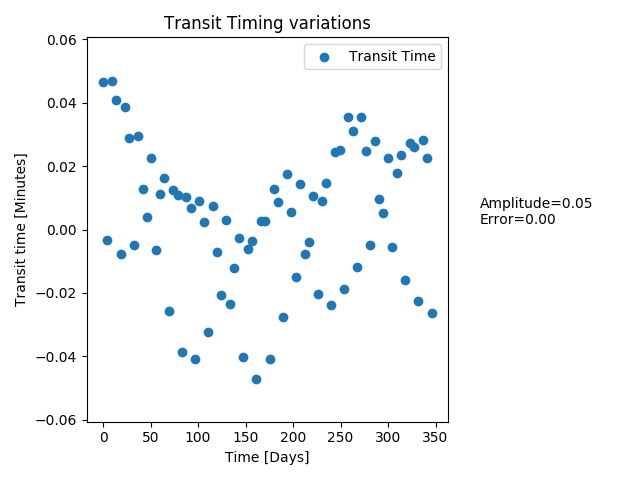 Transit Timing variations
0.06
0.04
0.02
0.00
−0.02
−0.04
−0.06
Transit time [Minutes]
Transit Time
0 50 100 150 200 250 300 350
Time [Days]
Amplitude=0.05
Error=0.00